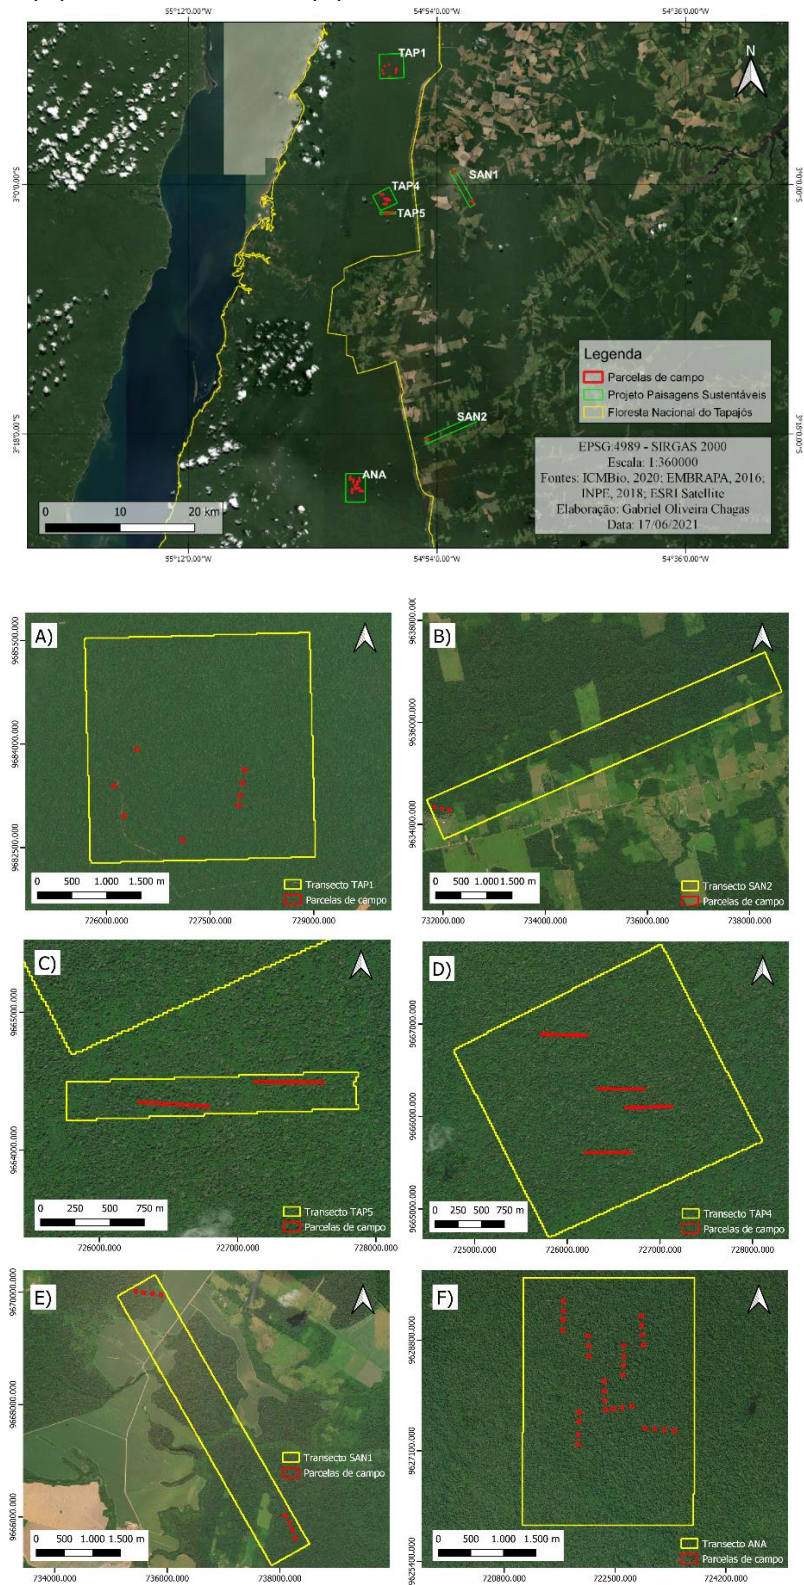 55°12'0.00"W 54°54'0.00"W 54°36'0.00"W
TAP1
N
SAN1
3°0'0.00"S
TAP4
3°0'0.00"S
TAP5
Legenda
Parcelas de campo
Projeto Paisagens Sustentáveis
Floresta Nacional do Tapajós
SAN2
3°18'0.00"S
3°18'0.00"S
EPSG:4989 - SIRGAS 2000
Escala: 1:360000
Fontes: ICMBio, 2020; EMBRAPA, 2016;
INPE, 2018; ESRI Satellite
Elaboração: Gabriel Oliveira Chagas
Data: 17/06/2021
ANA
0 10 20 km
55°12'0.00"W 54°54'0.00"W 54°36'0.00"W
A)
9685500.000
9684000.000
9682500.000
0 500 1.000 1.500 m
Transecto TAP1
Parcelas de campo
726000.000 727500.000 729000.000
B)
9638000.000
9636000.000
9634000.000
0 500 1.000 1.500 m
Transecto SAN2
Parcelas de campo
732000.000 734000.000 736000.000 738000.000
C)
9665000.000
9664000.000
0 250 500 750 m
Transecto TAP5
Parcelas de campo
726000.000 727000.000 728000.000
D)
9667000.000
9666000.000
9665000.000
0 250 500 750 m
Transecto TAP4
Parcelas de campo
725000.000 726000.000 727000.000 728000.000
E)
9670000.000
9668000.000
9666000.000
Transecto SAN1
Parcelas de campo
0 500 1.000 1.500 m
734000.000 736000.000 738000.000
F)
9628800.000
9627100.000
9625400.000
0 500 1.000 1.500 m
Transecto ANA
Parcelas de campo
720800.000 722500.000 724200.000